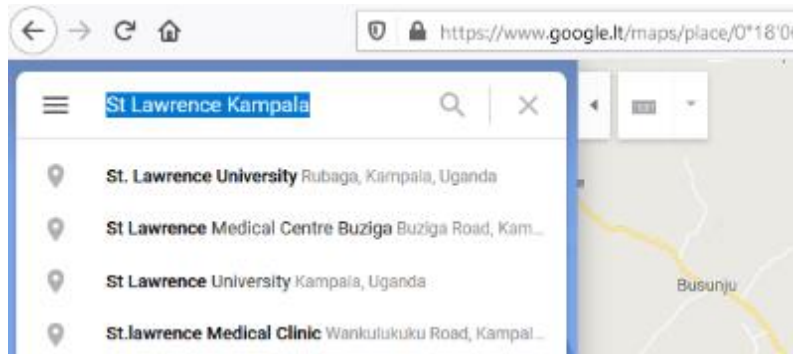 https://www.google.lt/maps/place/0°18'0
St Lawrence Kampala
St. Lawrence University Rubaga, Kampala, Uganda
St Lawrence Medical Centre Buziga Buziga Road, Kam...
St Lawrence University Kampala, Uganda
Busunju
St.lawrence Medical Clinic Wankulukuku Road, Kampal...